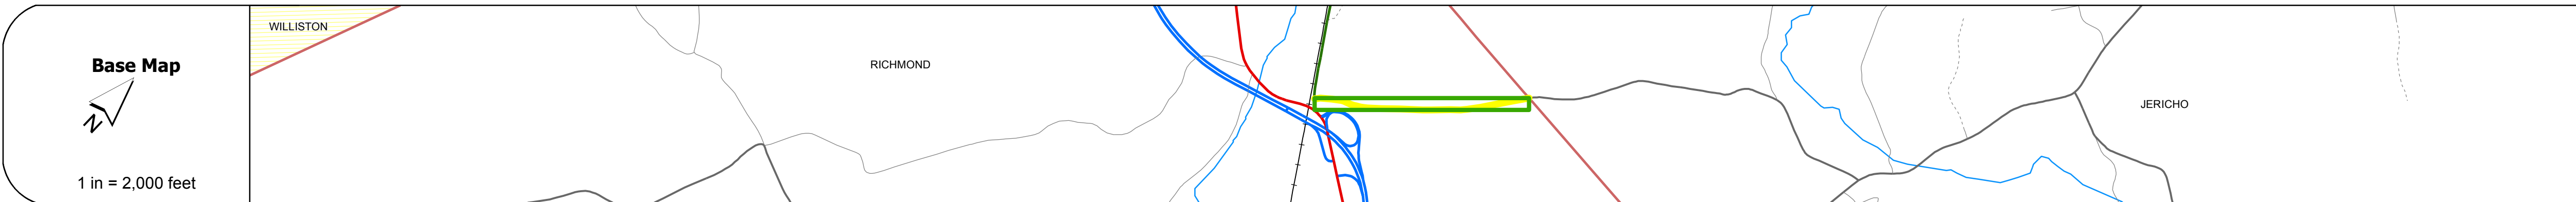 Base Map
N
1 in = 2,000 feet
WILLISTON
RICHMOND
JERICHO